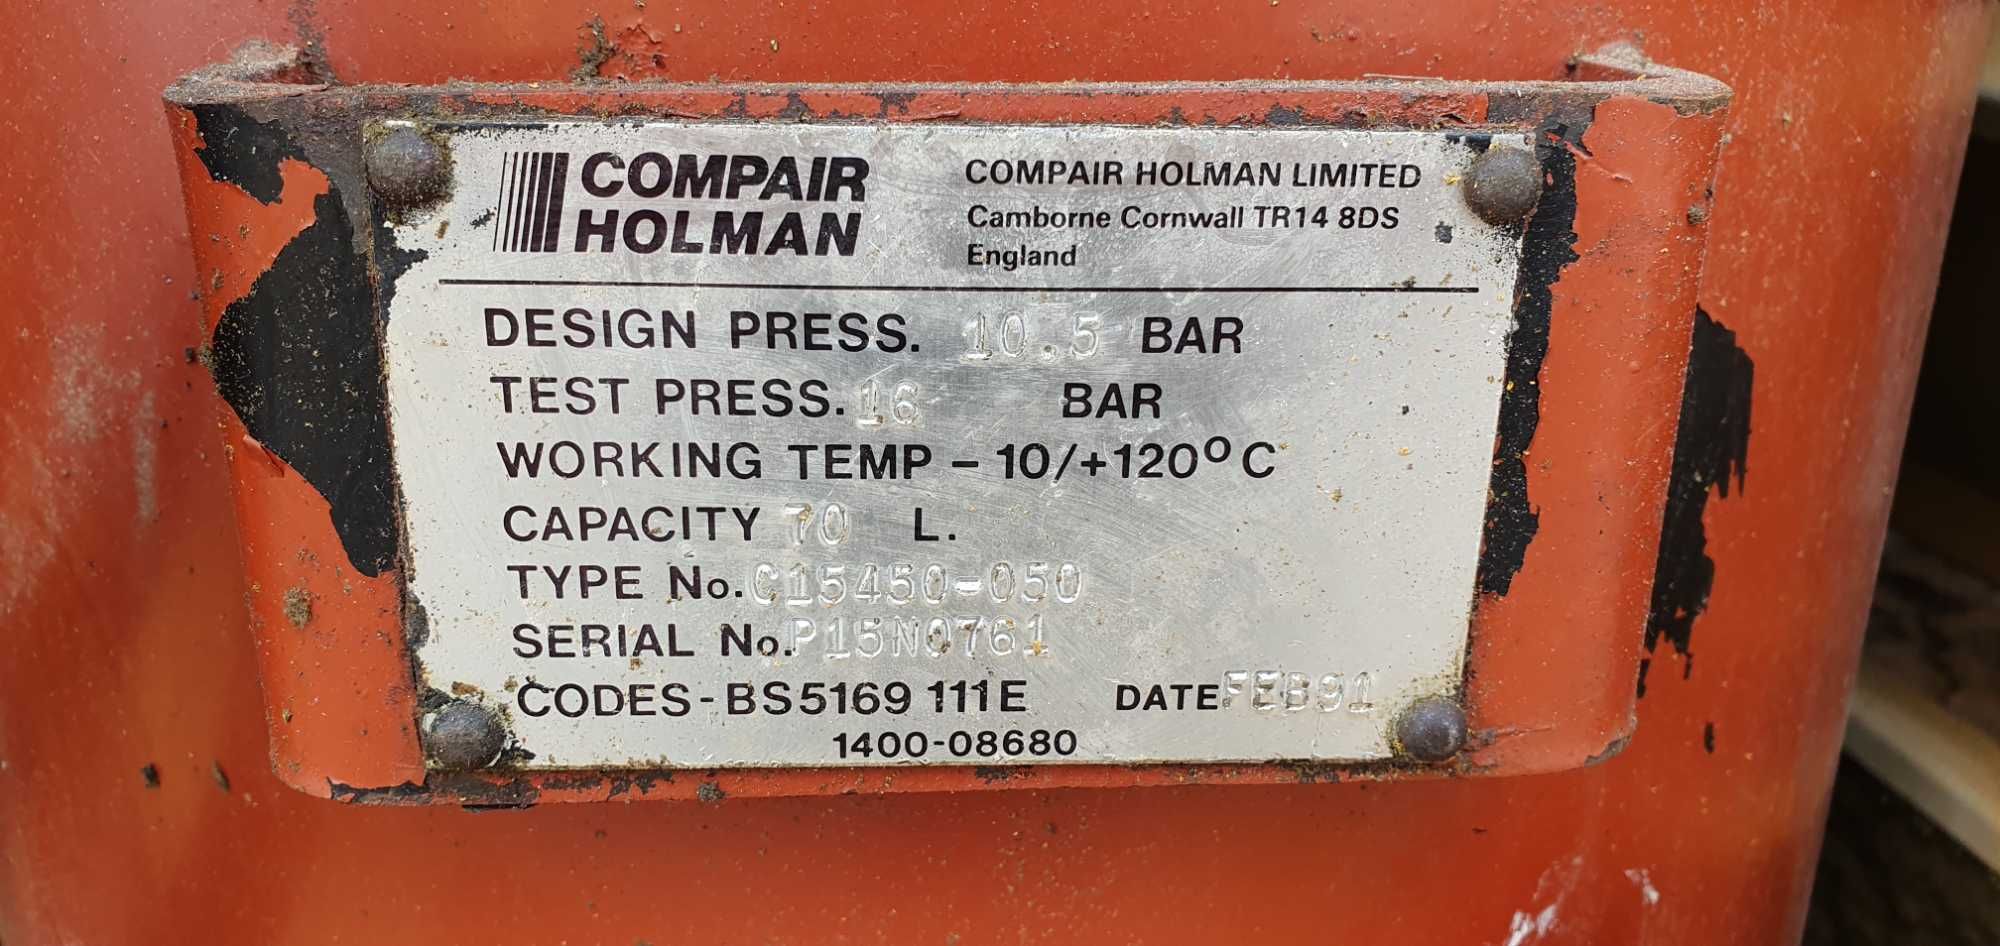 COMPAIR
HOLMAN
COMPAIR HOLMAN LIMITED
Camborne Cornwall TR14 8DS
England
DESIGN PRESS. 10.5 BAR
TEST PRESS. 16 BAR
WORKING TEMP - 10/+120°C
CAPACITY 70 L.
TYPE No. C15450-050
SERIAL No. P15N0761
CODES-BS5169 111E DATE FEB91
1400-08680